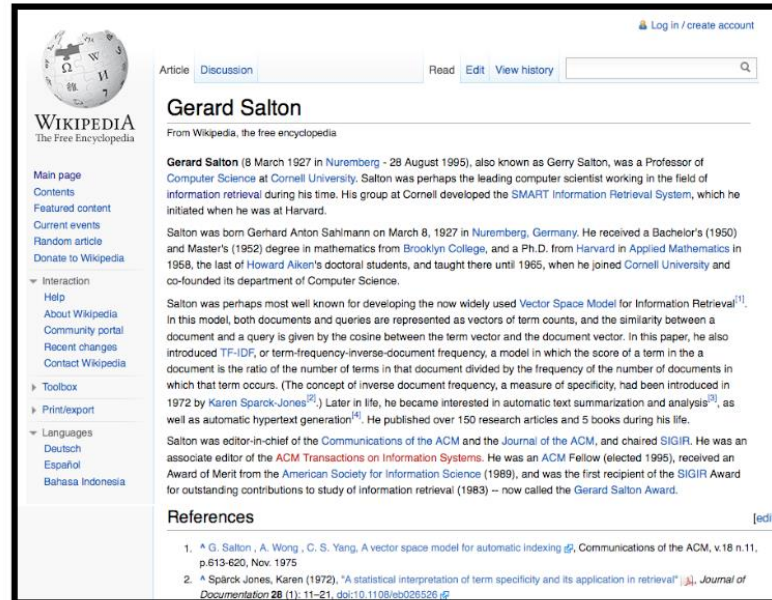 Log in / create account
Article Discussion Read Edit View history
WIKIPEDIA
The Free Encyclopedia
Main page
Contents
Featured content
Current events
Random article
Donate to Wikipedia
Interaction
Help
About Wikipedia
Community portal
Recent changes
Contact Wikipedia
Toolbox
Print/export
Languages
Deutsch
Español
Bahasa Indonesia
Gerard Salton
From Wikipedia, the free encyclopedia
Gerard Salton (8 March 1927 in Nuremberg - 28 August 1995), also known as Gerry Salton, was a Professor of
Computer Science at Cornell University. Salton was perhaps the leading computer scientist working in the field of
information retrieval during his time. His group at Cornell developed the SMART Information Retrieval System, which he
initiated when he was at Harvard.
Salton was born Gerhard Anton Sahlmann on March 8, 1927 in Nuremberg, Germany. He received a Bachelor's (1950)
and Master's (1952) degree in mathematics from Brooklyn College, and a Ph.D. from Harvard in Applied Mathematics in
1958, the last of Howard Aiken's doctoral students, and taught there until 1965, when he joined Cornell University and
co-founded its department of Computer Science.
Salton was perhaps most well known for developing the now widely used Vector Space Model for Information Retrieval[1].
In this model, both documents and queries are represented as vectors of term counts, and the similarity between a
document and a query is given by the cosine between the term vector and the document vector. In this paper, he also
introduced TF-IDF, or term-frequency-inverse-document frequency, a model in which the score of a term in the a
document is the ratio of the number of terms in that document divided by the frequency of the number of documents in
which that term occurs. (The concept of inverse document frequency, a measure of specificity, had been introduced in
1972 by Karen Sparck-Jones[2].) Later in life, he became interested in automatic text summarization and analysis[3], as
well as automatic hypertext generation[4]. He published over 150 research articles and 5 books during his life.
Salton was editor-in-chief of the Communications of the ACM and the Journal of the ACM, and chaired SIGIR. He was an
associate editor of the ACM Transactions on Information Systems. He was an ACM Fellow (elected 1995), received an
Award of Merit from the American Society for Information Science (1989), and was the first recipient of the SIGIR Award
for outstanding contributions to study of information retrieval (1983) -- now called the Gerard Salton Award.
References [edi
1. ^ G. Salton , A. Wong , C. S. Yang, A vector space model for automatic indexing, Communications of the ACM, v.18 n.11,
p.613-620, Nov. 1975
2. ^ Spärck Jones, Karen (1972), "A statistical interpretation of term specificity and its application in retrieval", Journal of
Documentation 28 (1): 11–21, doi:10.1108/eb026526